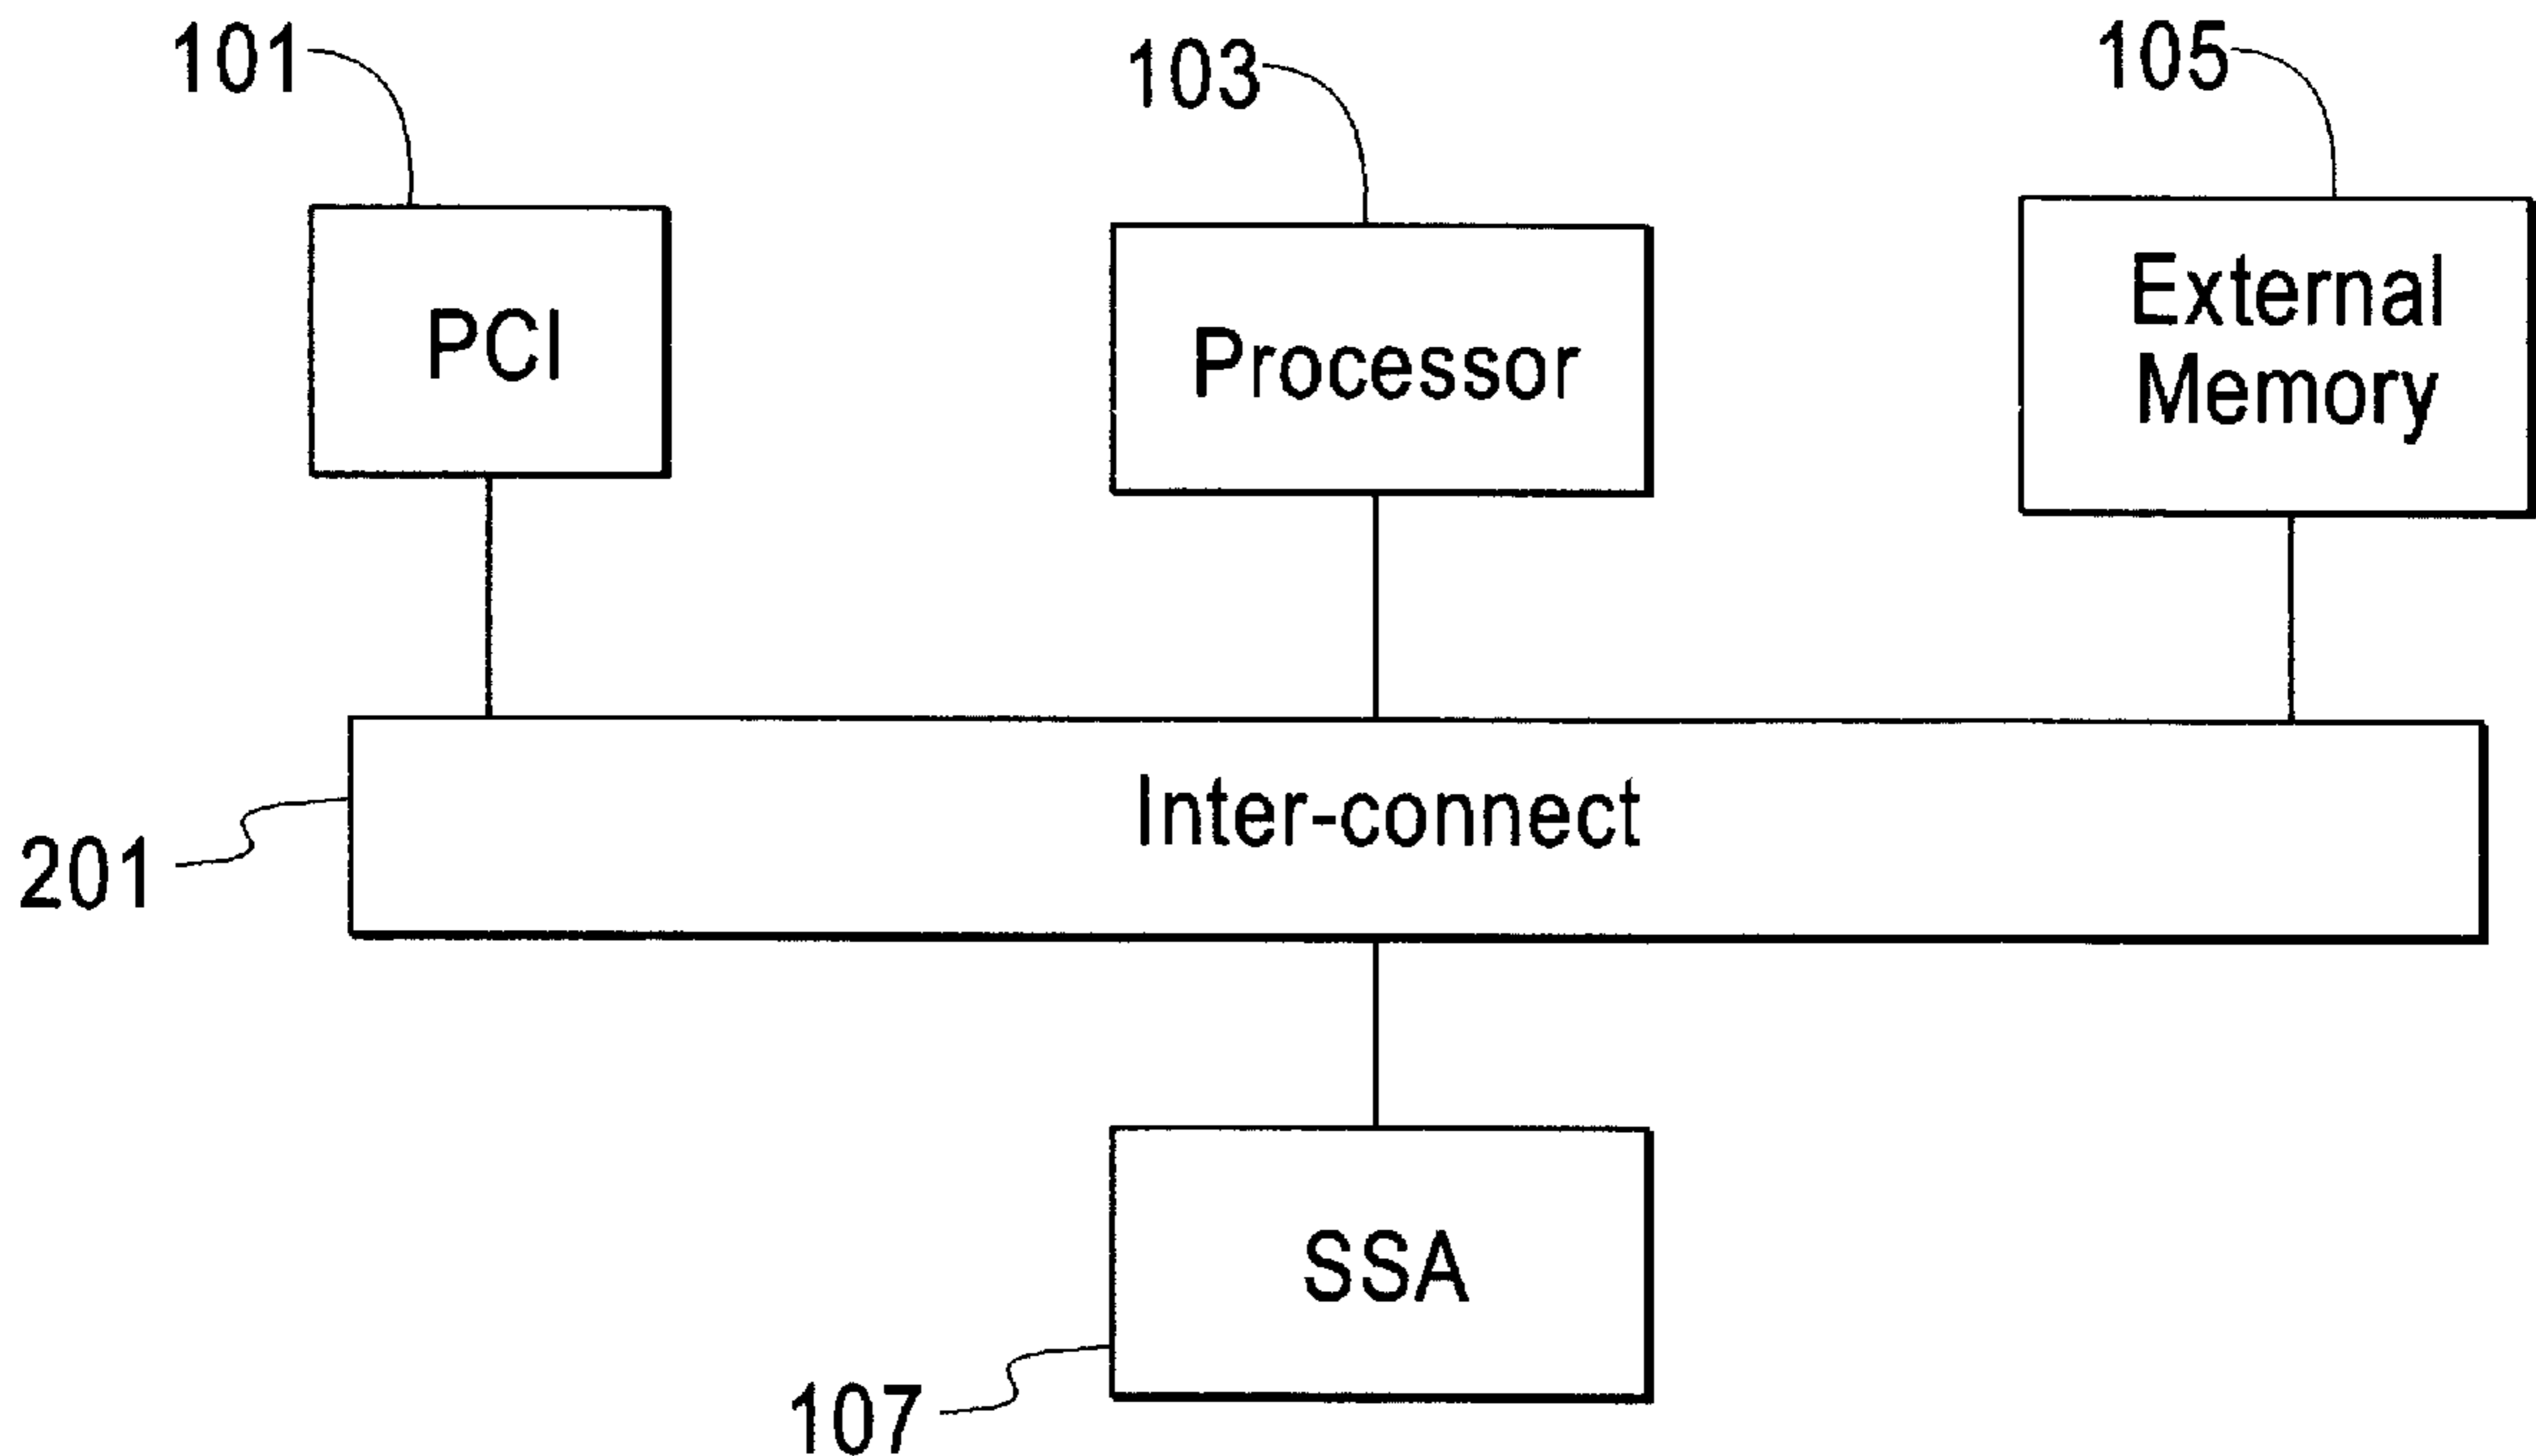 101
103
105
PCI
Processor
External
Memory
Inter-connect
201
SSA
107